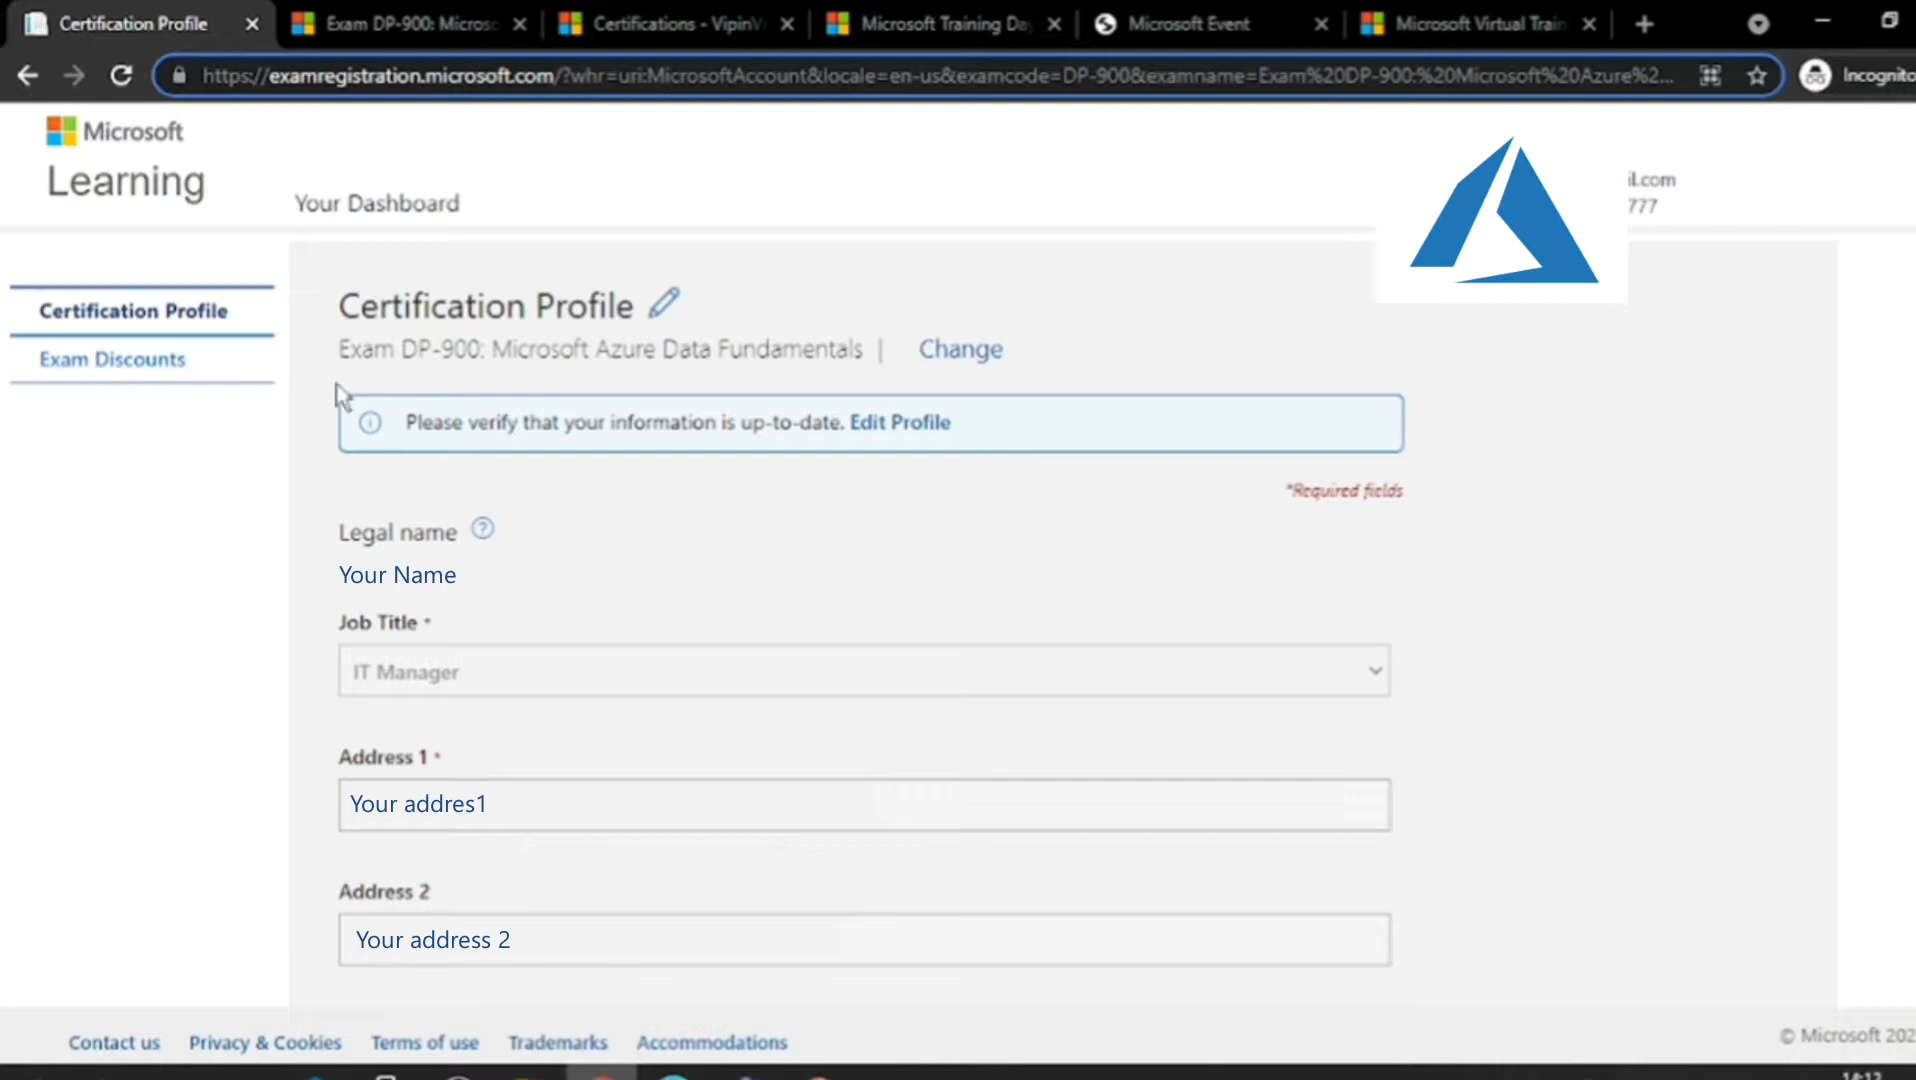 Certification Profile
Exam DP-900: Micros
Certifications - VipinV
Microsoft Training Da
Microsoft Event
Microsoft Virtual Train
https://examregistration.microsoft.com/?whr=uri:MicrosoftAccount&locale=en-us&examcode=DP-900&examname=Exam%20DP-900:%20Microsoft%20Azure%2...
Incognito
Microsoft
Learning
Your Dashboard
il.com
777
Certification Profile
Exam Discounts
Certification Profile
Exam DP-900: Microsoft Azure Data Fundamentals | Change
Please verify that your information is up-to-date. Edit Profile
*Required fields
Legal name
Your Name
Job Title *
IT Manager
Address 1 *
Your addres1
Address 2
Your address 2
Contact us
Privacy & Cookies
Terms of use
Trademarks
Accommodations
© Microsoft 202